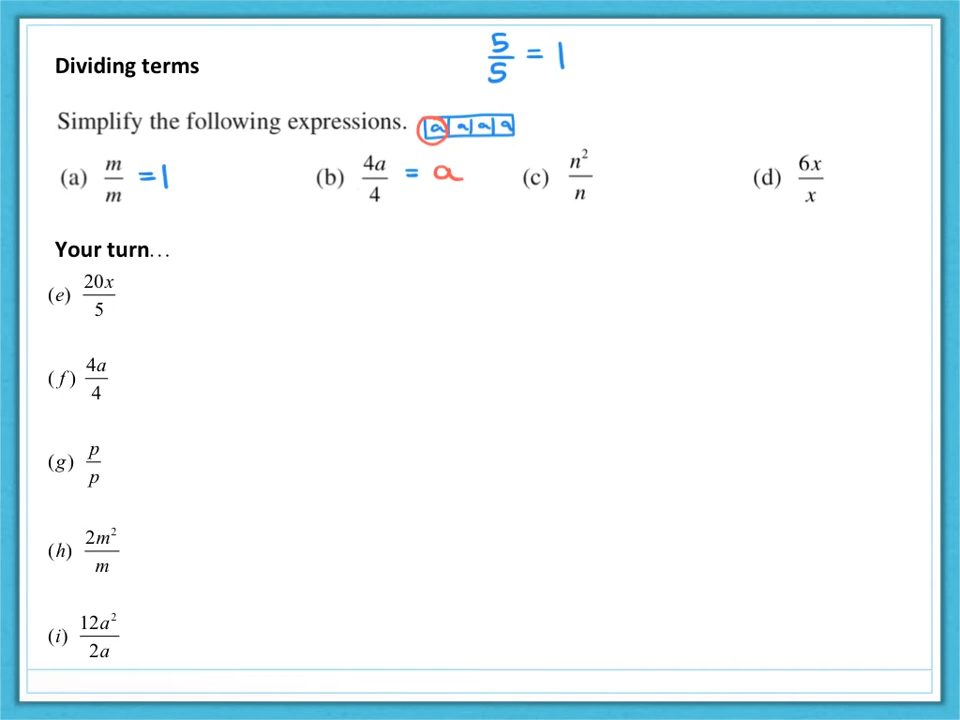 5/5 = 1
Dividing terms
Simplify the following expressions. a a a a
(a) m/m = 1 (b) 4a/4 = a (c) n²/n (d) 6x/x
Your turn…
(e) 20x/5
(f) 4a/4
(g) p/p
(h) 2m²/m
(i) 12a²/2a